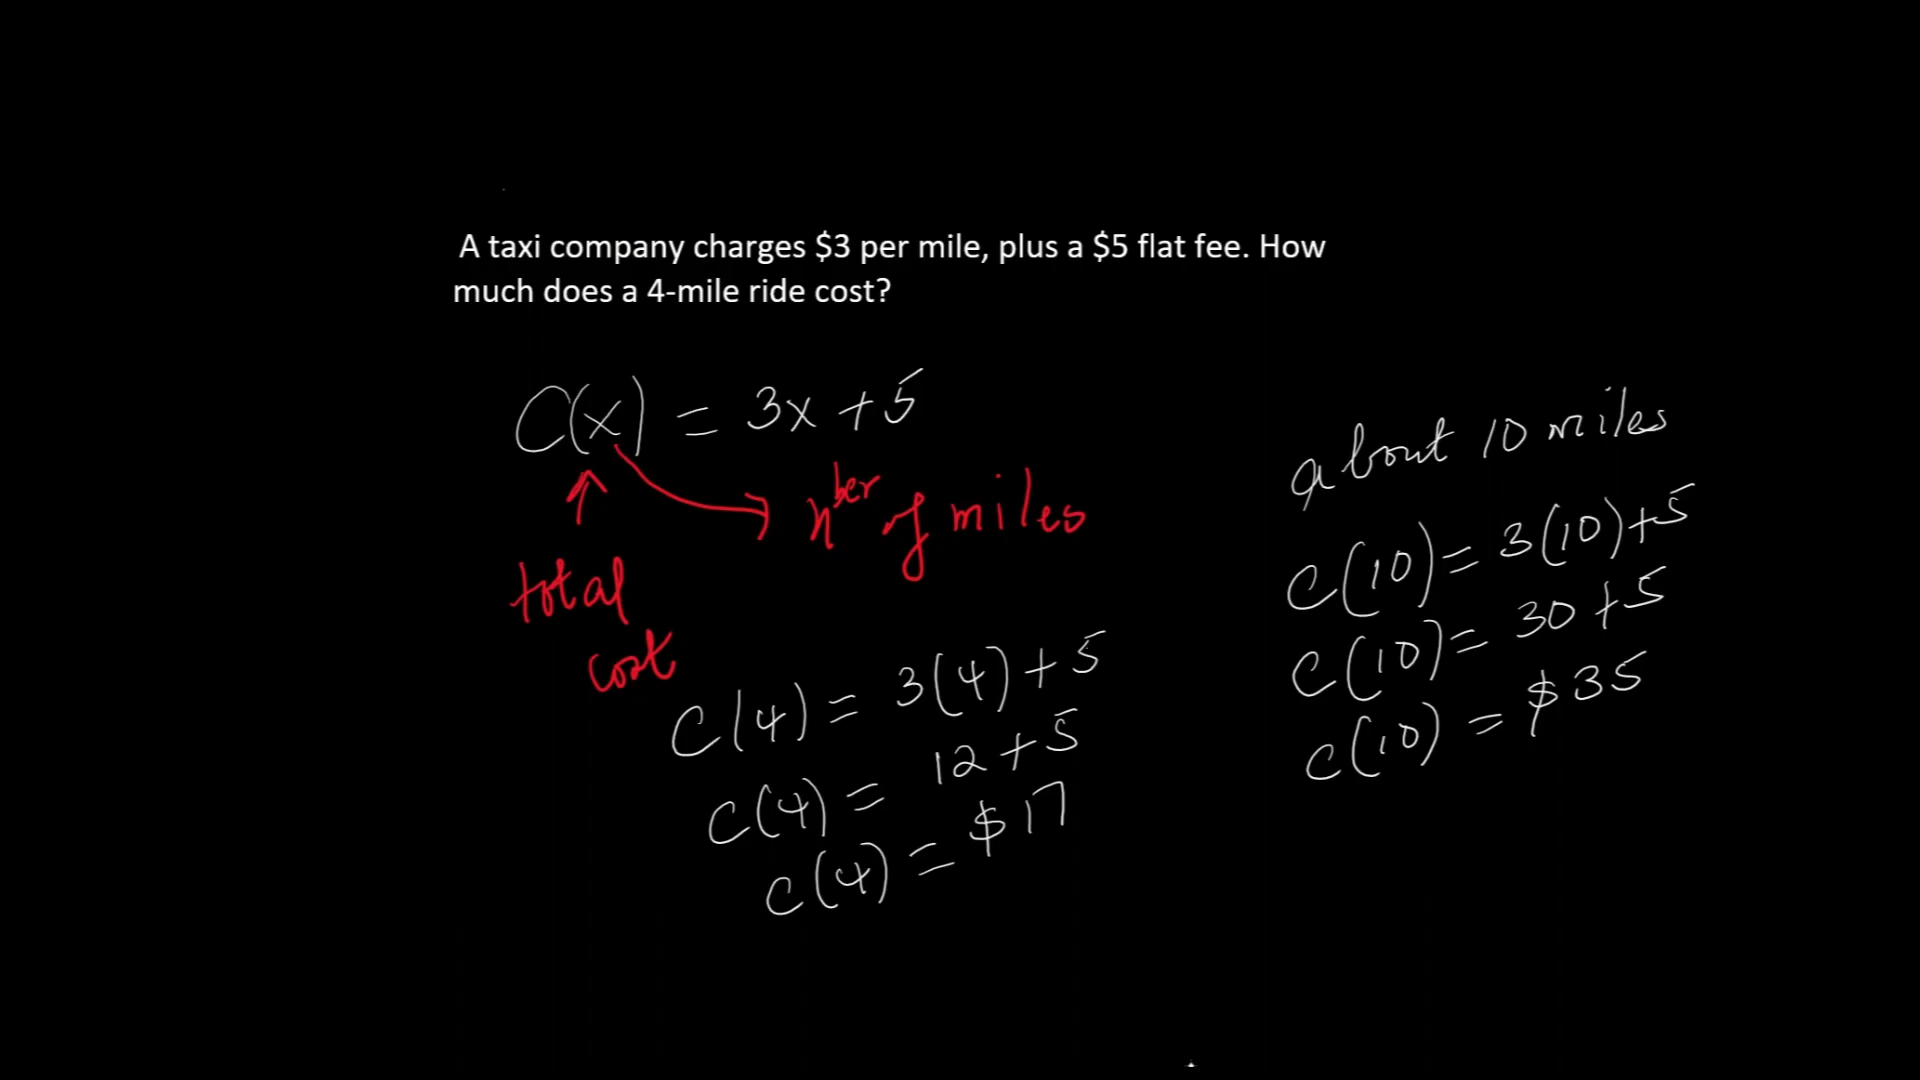 A taxi company charges $3 per mile, plus a $5 flat fee. How
much does a 4-mile ride cost?
C(x) = 3x + 5
nber of miles
total
cost
C(4) = 3(4) + 5
C(4) = 12 + 5
C(4) = $17
about 10 miles
C(10) = 3(10) + 5
C(10) = 30 + 5
C(10) = $35